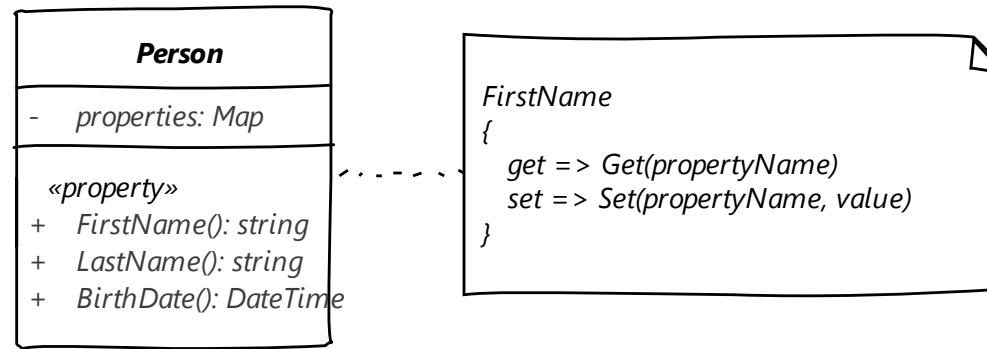 Person
- properties: Map
«property»
+ FirstName(): string
+ LastName(): string
+ BirthDate(): DateTime
FirstName
{
get => Get(propertyName)
set => Set(propertyName, value)
}